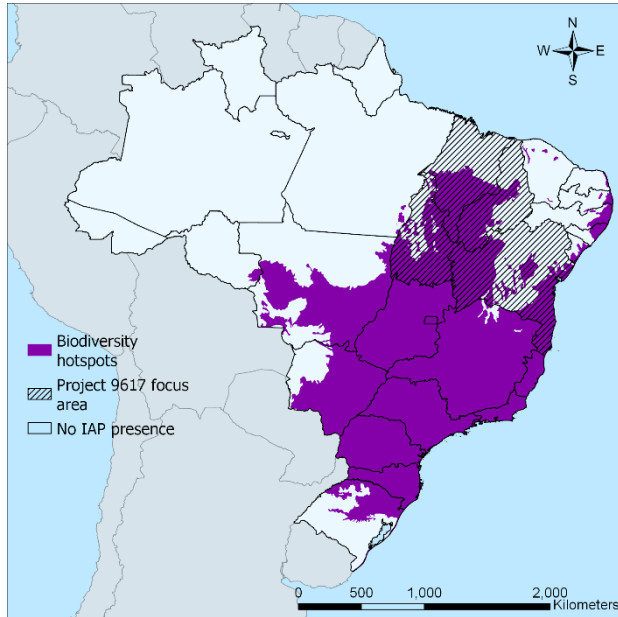 N
W E
S
Biodiversity
hotspots
Project 9617 focus
area
No IAP presence
0 500 1,000 2,000
Kilometers